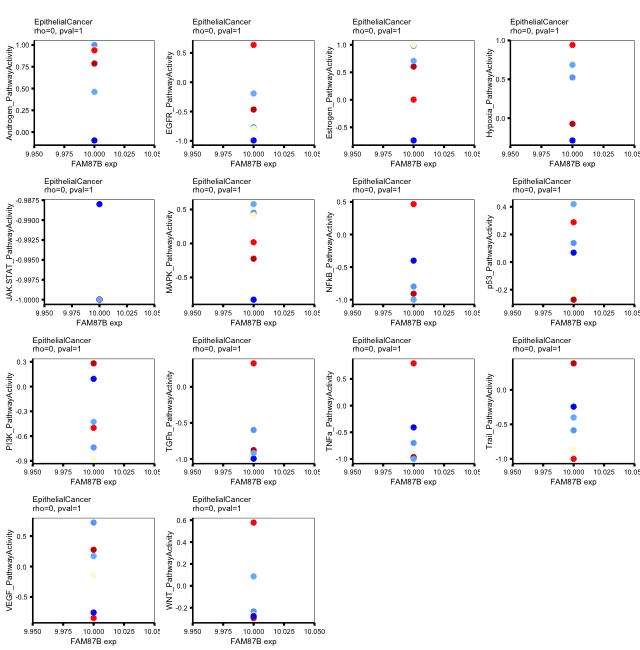 EpithelialCancer
rho=0, pval=1
Androgen_PathwayActivity
1.00
0.75
0.50
0.25
0.00
9.950 9.975 10.000 10.025 10.05
FAM87B exp
EpithelialCancer
rho=0, pval=1
EGFR_PathwayActivity
0.5
0.0
-0.5
-1.0
9.950 9.975 10.000 10.025 10.05
FAM87B exp
EpithelialCancer
rho=0, pval=1
Estrogen_PathwayActivity
1.0
0.5
0.0
-0.5
9.950 9.975 10.000 10.025 10.05
FAM87B exp
EpithelialCancer
rho=0, pval=1
Hypoxia_PathwayActivity
1.0
0.5
0.0
9.950 9.975 10.000 10.025 10.05
FAM87B exp
EpithelialCancer
rho=0, pval=1
JAK.STAT_PathwayActivity
-0.9875
-0.9900
-0.9925
-0.9950
-0.9975
-1.0000
9.950 9.975 10.000 10.025 10.05
FAM87B exp
EpithelialCancer
rho=0, pval=1
MAPK_PathwayActivity
0.5
0.0
-0.5
9.950 9.975 10.000 10.025 10.05
FAM87B exp
EpithelialCancer
rho=0, pval=1
NFkB_PathwayActivity
0.5
0.0
-0.5
-1.0
9.950 9.975 10.000 10.025 10.05
FAM87B exp
EpithelialCancer
rho=0, pval=1
p53_PathwayActivity
0.4
0.2
0.0
-0.2
9.950 9.975 10.000 10.025 10.05
FAM87B exp
EpithelialCancer
rho=0, pval=1
PI3K_PathwayActivity
0.3
0.0
-0.3
-0.6
-0.9
9.950 9.975 10.000 10.025 10.05
FAM87B exp
EpithelialCancer
rho=0, pval=1
TGFb_PathwayActivity
0.0
-0.5
-1.0
9.950 9.975 10.000 10.025 10.05
FAM87B exp
EpithelialCancer
rho=0, pval=1
TNFa_PathwayActivity
0.5
0.0
-0.5
-1.0
9.950 9.975 10.000 10.025 10.05
FAM87B exp
EpithelialCancer
rho=0, pval=1
Trail_PathwayActivity
0.0
-0.5
-1.0
9.950 9.975 10.000 10.025 10.05
FAM87B exp
EpithelialCancer
rho=0, pval=1
VEGF_PathwayActivity
0.5
0.0
-0.5
9.950 9.975 10.000 10.025 10.05
FAM87B exp
EpithelialCancer
rho=0, pval=1
WNT_PathwayActivity
0.6
0.4
0.2
0.0
-0.2
9.950 9.975 10.000 10.025 10.050
FAM87B exp